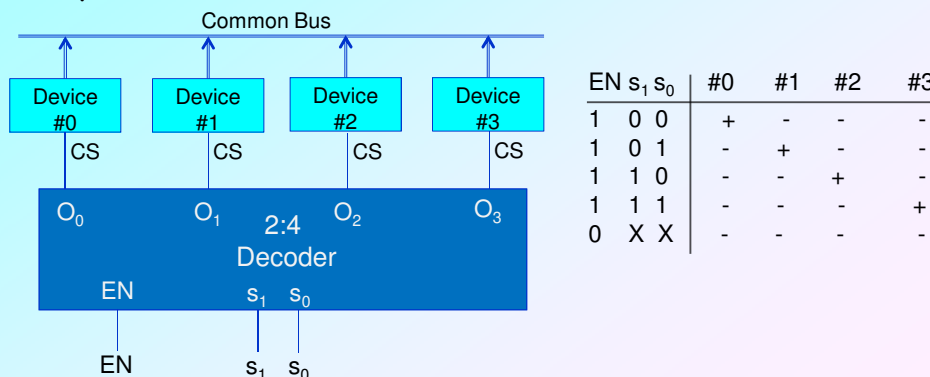 Common Bus
Device #0
Device #1
Device #2
Device #3
CS CS CS CS
O₀ O₁ O₂ O₃
2:4
Decoder
EN s₁ s₀
EN s₁ s₀
EN s₁ s₀ #0 #1 #2 #3
1 0 0 + - - -
1 0 1 - + - -
1 1 0 - - + -
1 1 1 - - - +
0 X X - - - -